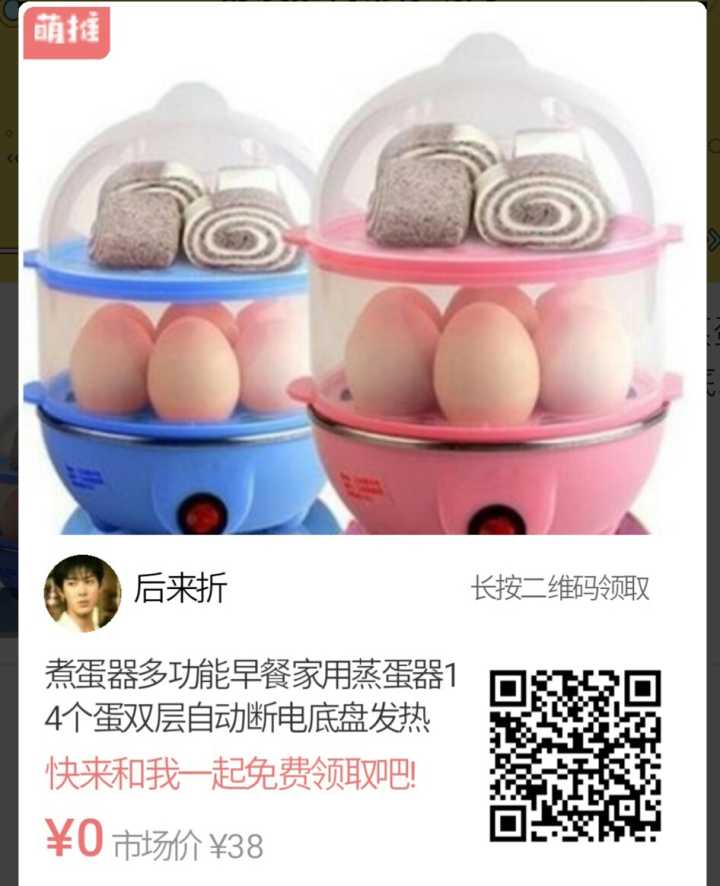 萌推
后来折
长按二维码领取
煮蛋器多功能早餐家用蒸蛋器1
4个蛋双层自动断电底盘发热
快来和我一起免费领取吧!
¥0 市场价 ¥38